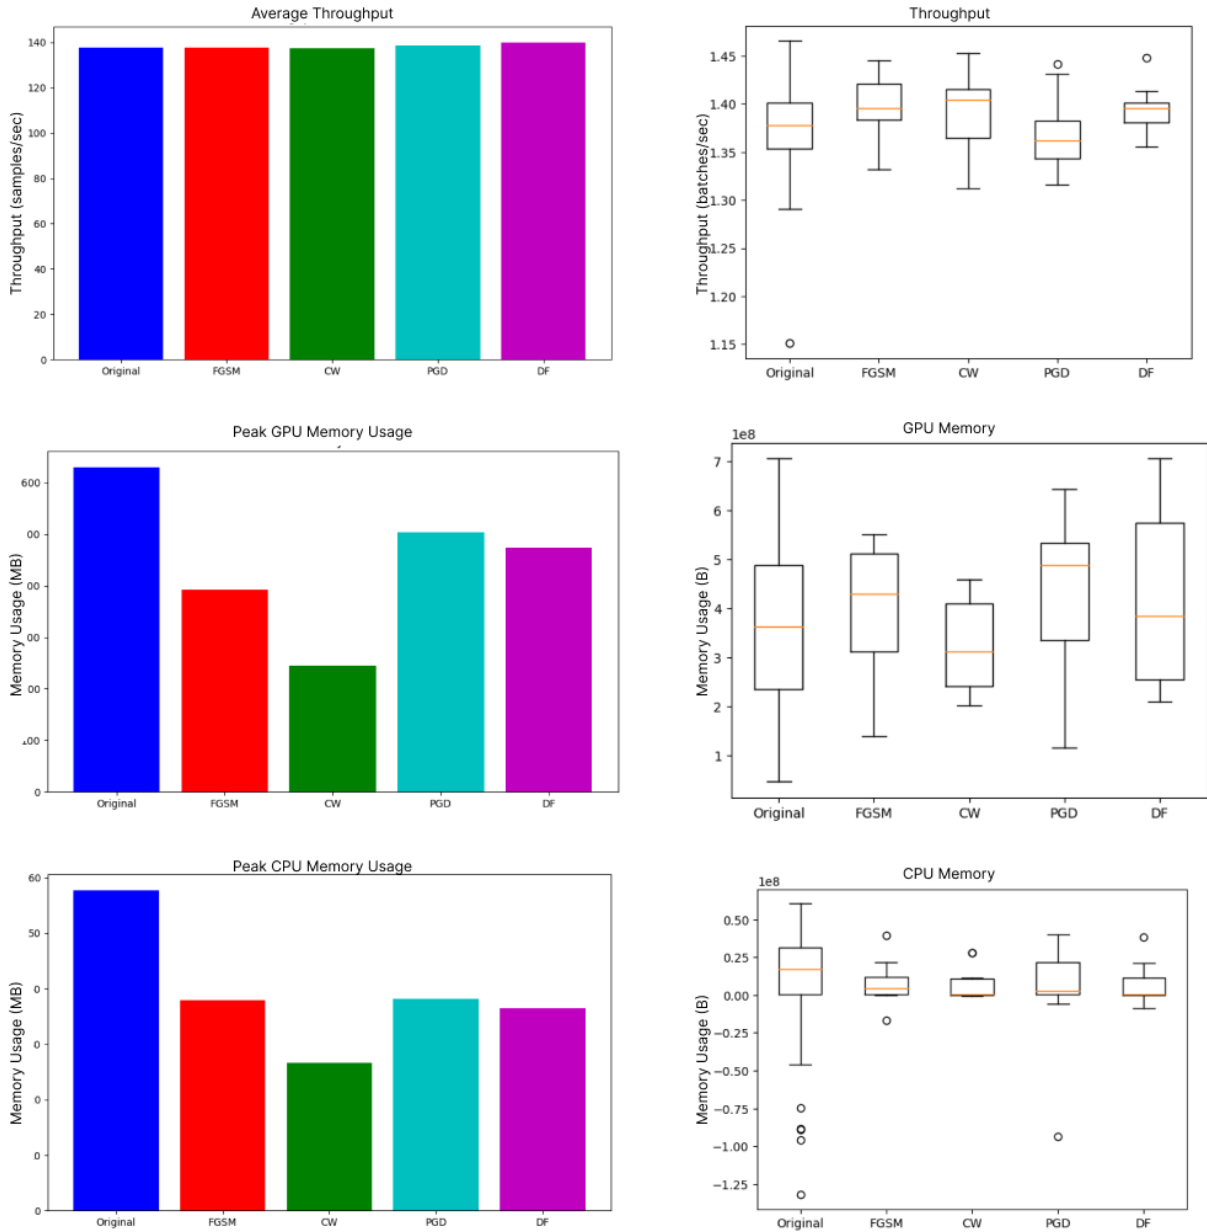 Average Throughput
Throughput (samples/sec)
140
120
100
80
60
40
20
0
Original FGSM CW PGD DF
Throughput
Throughput (batches/sec)
1.45
1.40
1.35
1.30
1.25
1.20
1.15
Original FGSM CW PGD DF
Peak GPU Memory Usage
Memory Usage (MB)
600
00
00
00
00
00
0
Original FGSM CW PGD DF
GPU Memory
1e8
Memory Usage (B)
7
6
5
4
3
2
1
Original FGSM CW PGD DF
Peak CPU Memory Usage
Memory Usage (MB)
60
50
0
0
0
0
0
Original FGSM CW PGD DF
CPU Memory
1e8
Memory Usage (B)
0.50
0.25
0.00
−0.25
−0.50
−0.75
−1.00
−1.25
Original FGSM CW PGD DF